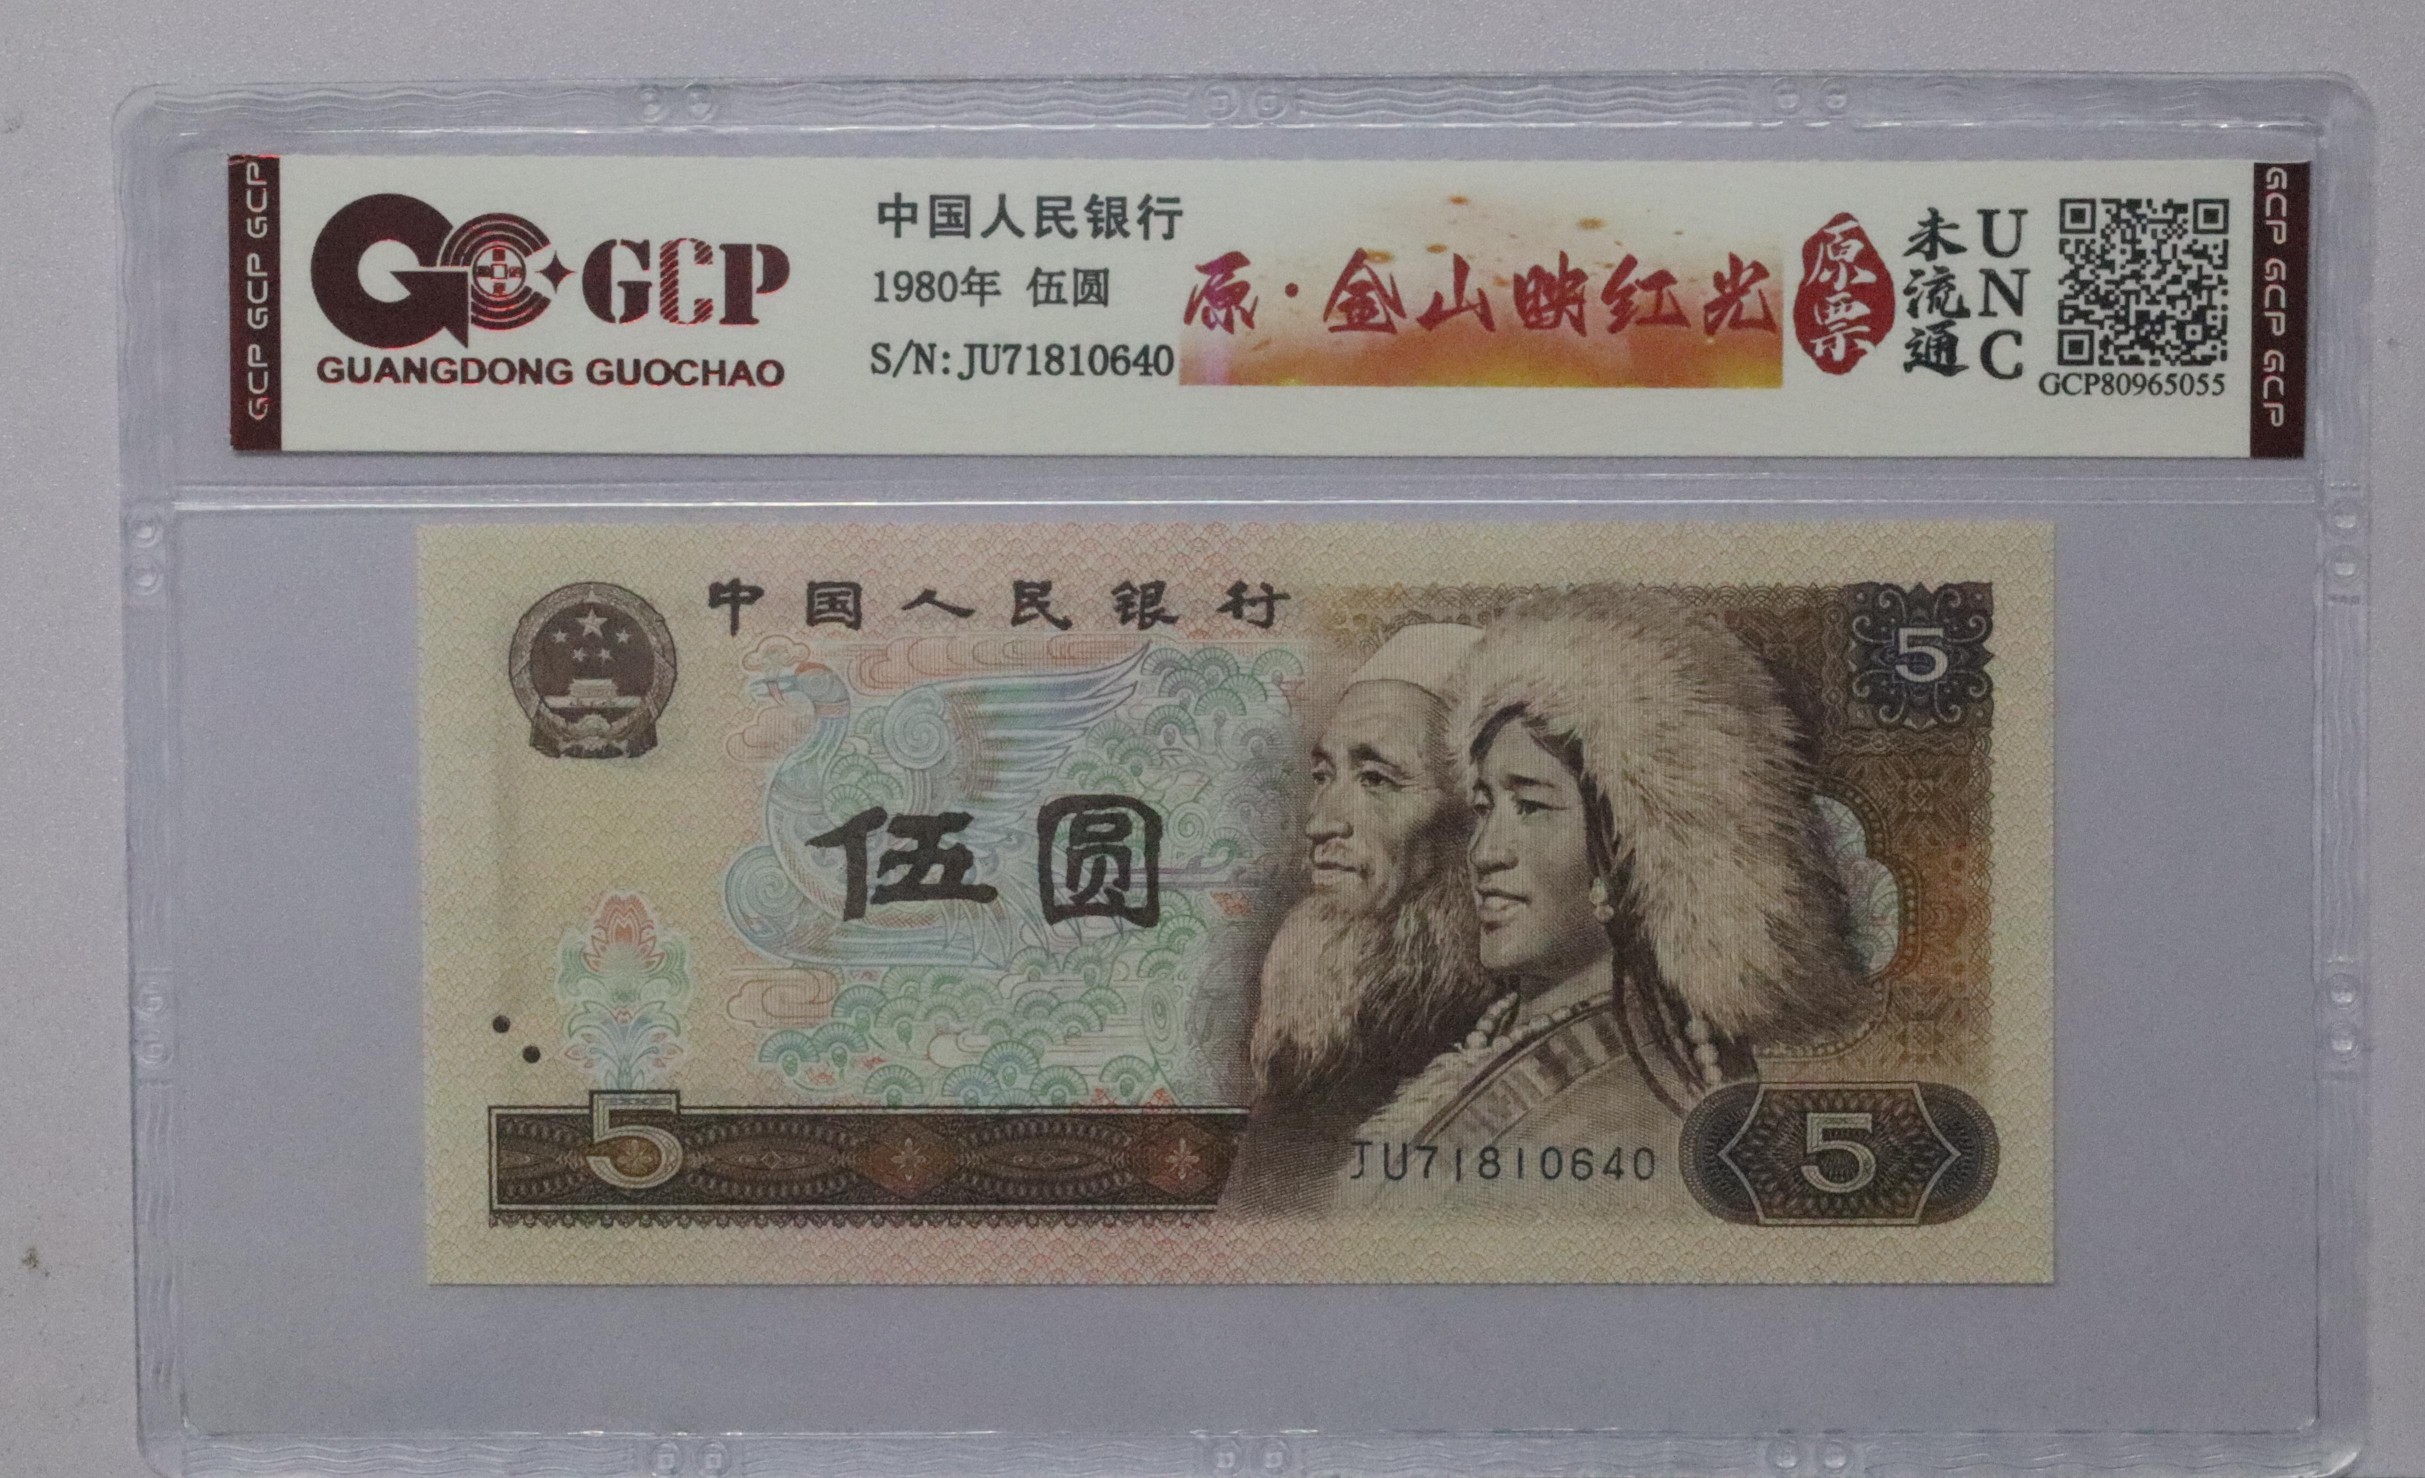 GCP GCP GCP
GCP
GUANGDONG GUOCHAO
中国人民银行
1980年 伍圆
S/N: JU71810640
原·金山映红光
原票
未流通
UNC
GCP80965055
GCP GCP GCP
中国人民银行
5
伍圆
5
JU71810640
5